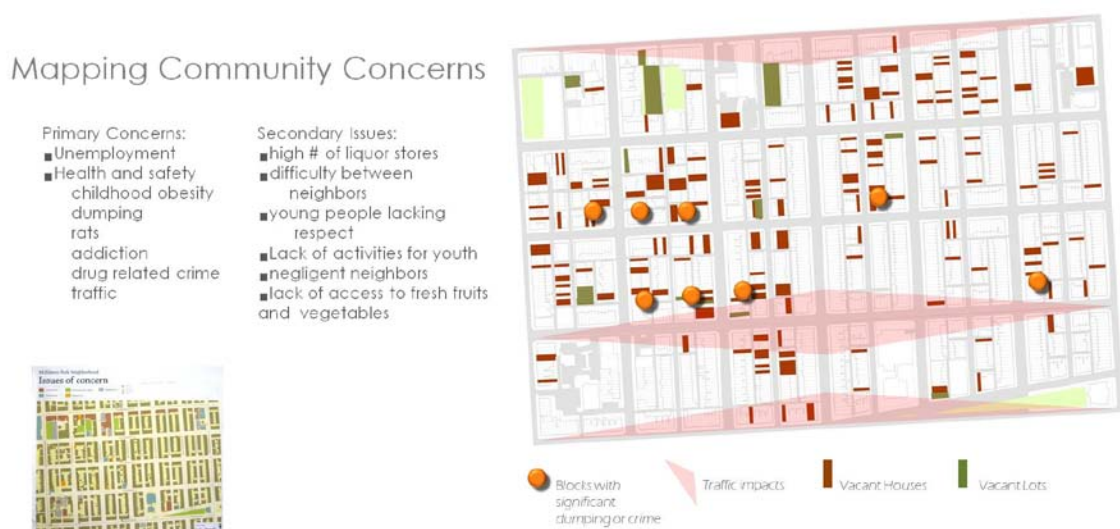 Mapping Community Concerns
Primary Concerns:
■Unemployment
■Health and safety
childhood obesity
dumping
rats
addiction
drug related crime
traffic
Secondary Issues:
■high # of liquor stores
■difficulty between
neighbors
■young people lacking
respect
■Lack of activities for youth
■negligent neighbors
■lack of access to fresh fruits
and vegetables
Issues of concern
Blocks with
significant
dumping or crime
Traffic impacts
Vacant Houses
Vacant Lots